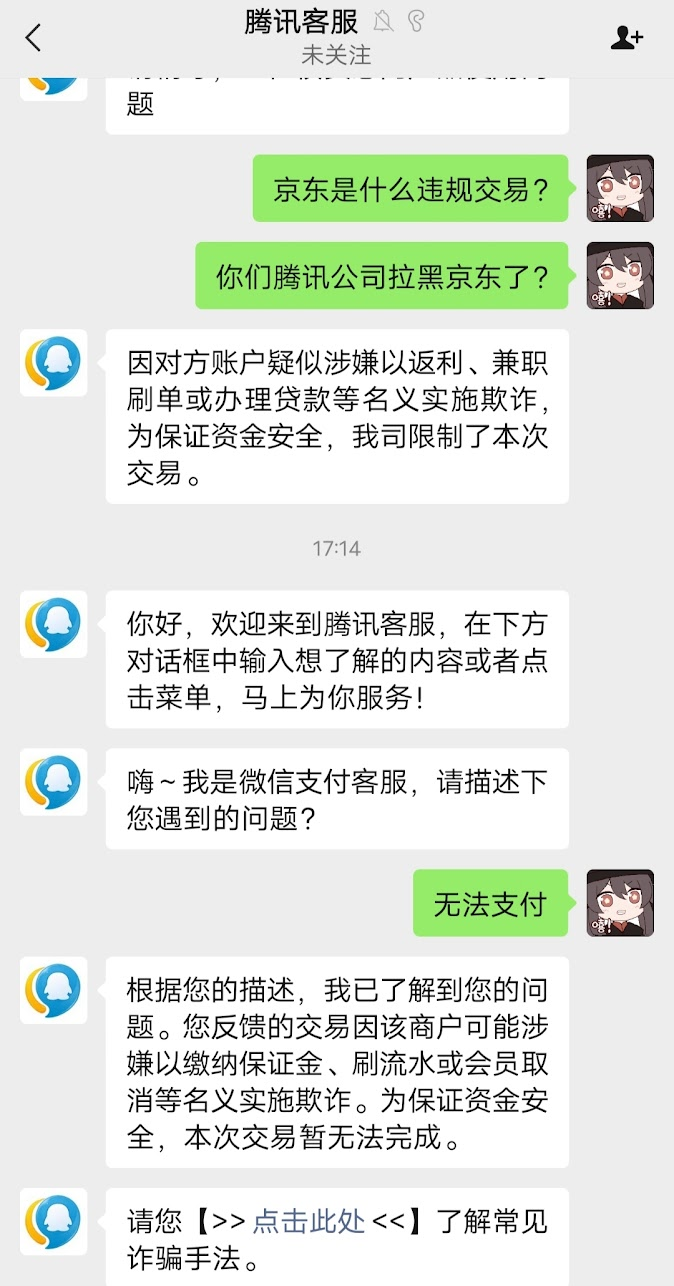 腾讯客服
未关注
题
京东是什么违规交易？
你们腾讯公司拉黑京东了？
因对方账户疑似涉嫌以返利、兼职
刷单或办理贷款等名义实施欺诈，
为保证资金安全，我司限制了本次
交易。
17:14
你好，欢迎来到腾讯客服，在下方
对话框中输入想了解的内容或者点
击菜单，马上为你服务！
嗨～我是微信支付客服，请描述下
您遇到的问题？
无法支付
根据您的描述，我已了解到您的问
题。您反馈的交易因该商户可能涉
嫌以缴纳保证金、刷流水或会员取
消等名义实施欺诈。为保证资金安
全，本次交易暂无法完成。
请您【>> 点击此处 <<】了解常见
诈骗手法。